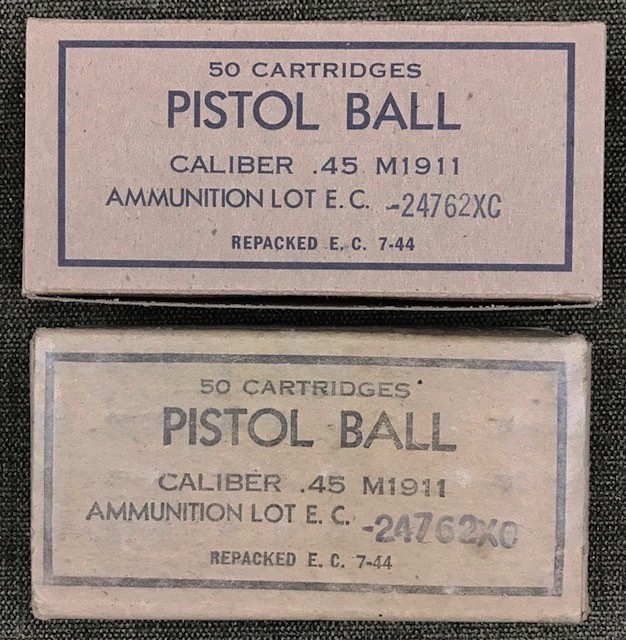 50 CARTRIDGES
PISTOL BALL
CALIBER .45 M1911
AMMUNITION LOT E.C. -24762XC
REPACKED E. C. 7-44
50 CARTRIDGES
PISTOL BALL
CALIBER .45 M1911
AMMUNITION LOT E. C. -24762XC
REPACKED E. C. 7-44